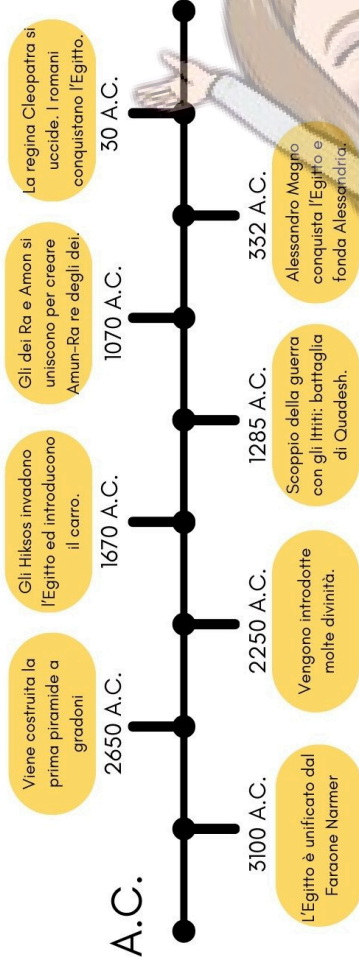 A.C.
3100 A.C.
L'Egitto è unificato dal
Faraone Narmer
Viene costruita la
prima piramide a
gradoni
2650 A.C.
2250 A.C.
Vengono introdotte
molte divinità.
Gli Hiksos invadono
l'Egitto ed introducono
il carro.
1670 A.C.
1285 A.C.
Scoppio della guerra
con gli Ittiti: battaglia
di Quadesh.
Gli dei Ra e Amon si
uniscono per creare
Amun-Ra re degli dei.
1070 A.C.
332 A.C.
Alessandro Magno
conquista l'Egitto e
fonda Alessandria.
La regina Cleopatra si
uccide. I romani
conquistano l'Egitto.
30 A.C.